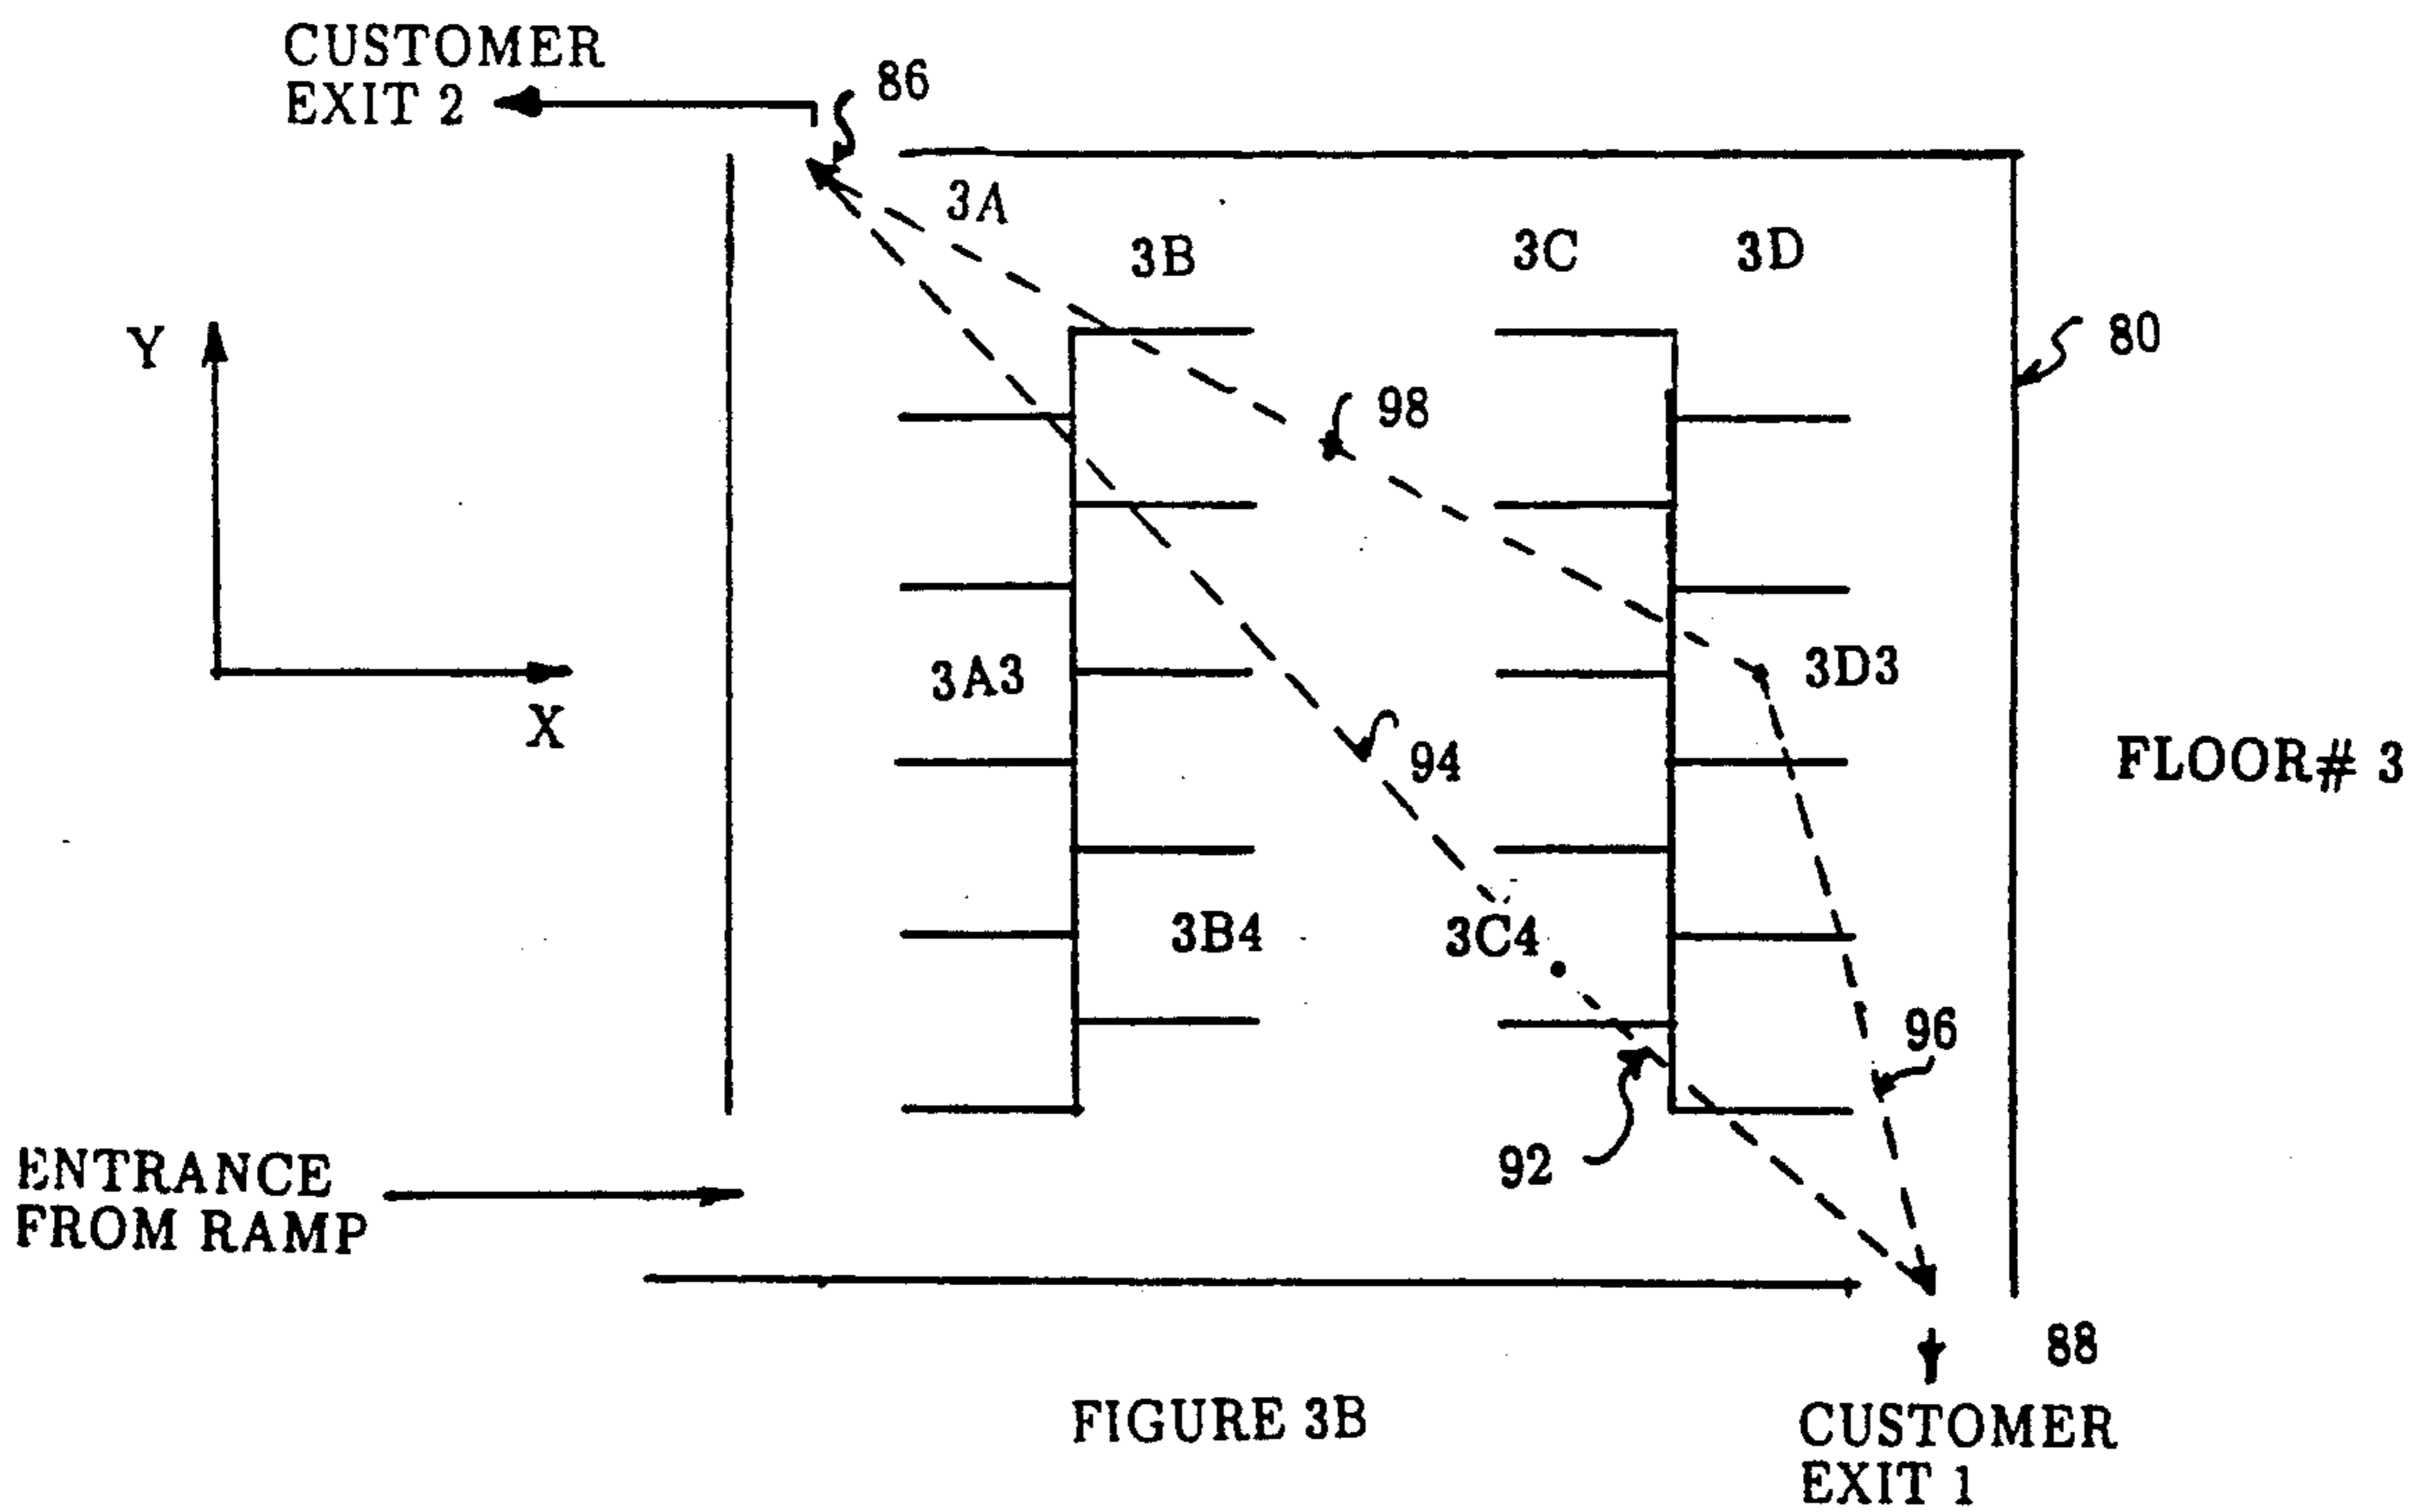 CUSTOMER
EXIT 2
86
3A
3B
3C
3D
Y
80
98
3A3
3D3
X
94
FLOOR# 3
3B4
3C4
96
92
ENTRANCE
FROM RAMP
88
FIGURE 3B
CUSTOMER
EXIT 1